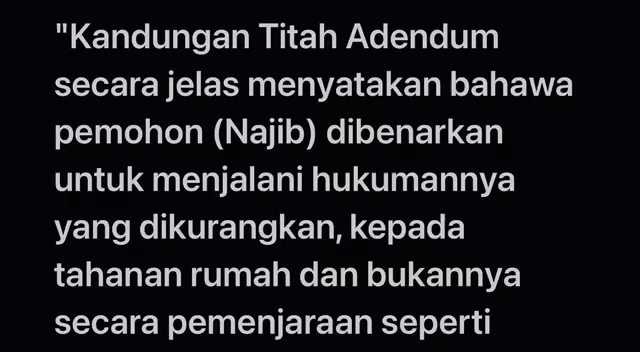 "Kandungan Titah Adendum
secara jelas menyatakan bahawa
pemohon (Najib) dibenarkan
untuk menjalani hukumannya
yang dikurangkan, kepada
tahanan rumah dan bukannya
secara pemenjaraan seperti